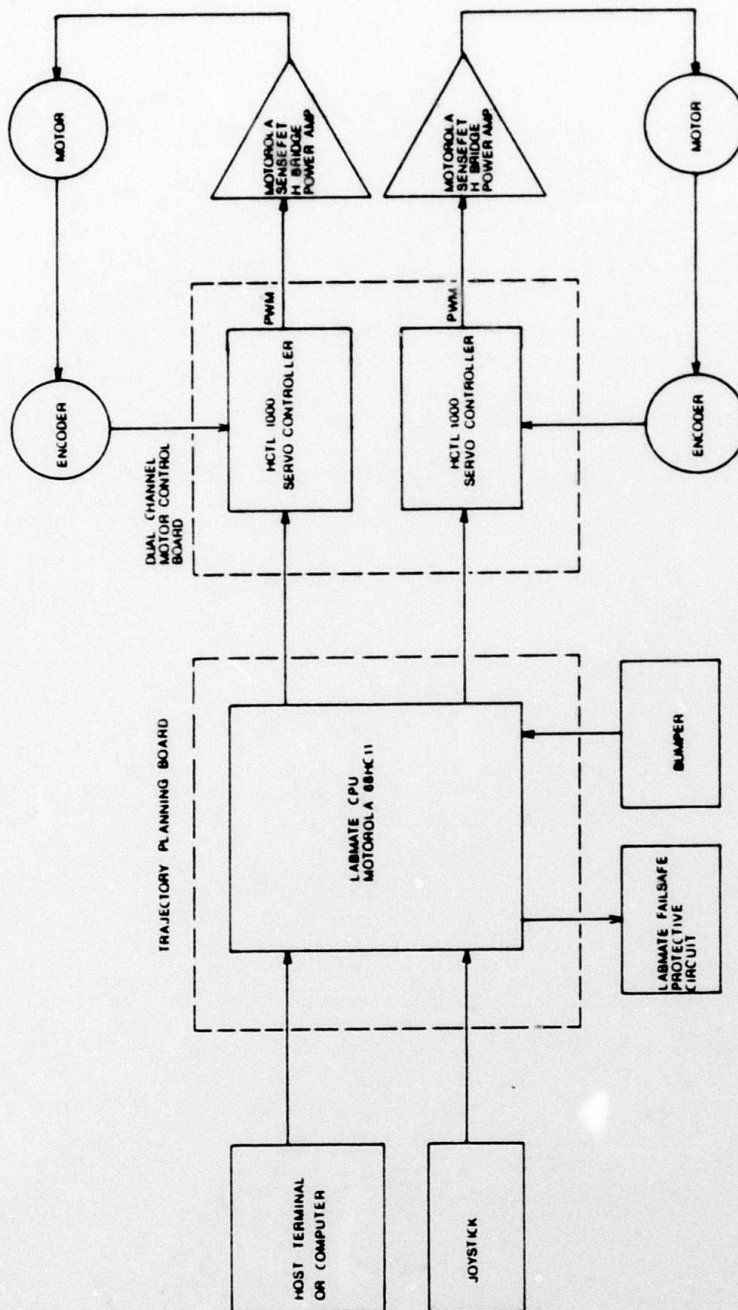 HOST TERMINAL
OR COMPUTER
JOYSTICK
TRAJECTORY PLANNING BOARD
LABMATE CPU
MOTOROLA 68HC11
LABMATE FAILSAFE
PROTECTIVE
CIRCUIT
BUMPER
DUAL CHANNEL
MOTOR CONTROL
BOARD
HCTL 1000
SERVO CONTROLLER
PWM
HCTL 1000
SERVO CONTROLLER
PWM
ENCODER
MOTOR
MOTOROLA
SENSEFET
H BRIDGE
POWER AMP
MOTOROLA
SENSEFET
H BRIDGE
POWER AMP
ENCODER
MOTOR